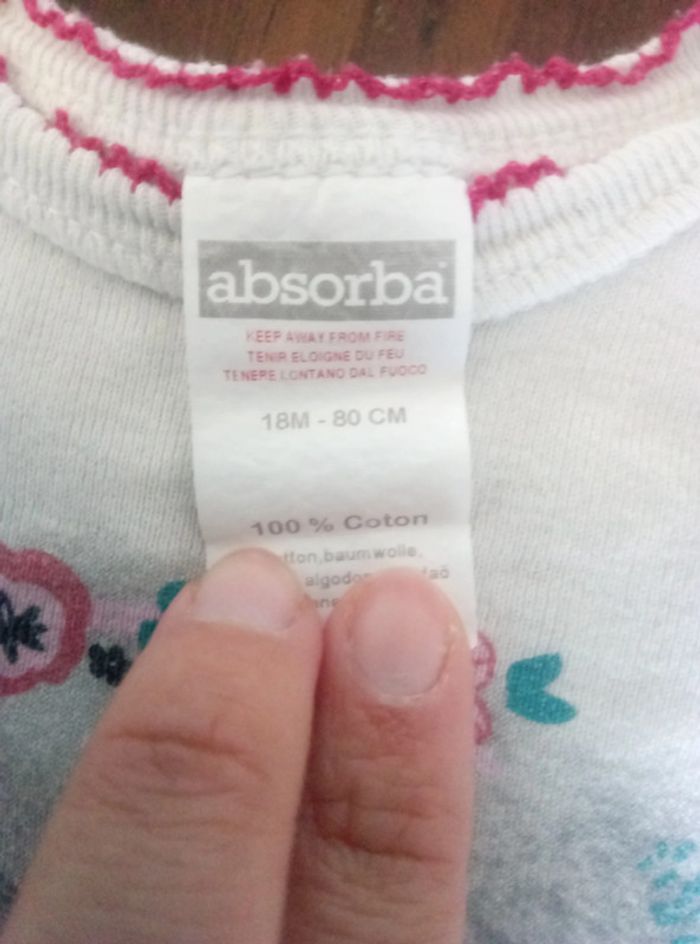 absorba
KEEP AWAY FROM FIRE
TENIR ELOIGNE DU FEU
TENERE LONTANO DAL FUOCO
18M - 80 CM
100 % Coton
baumwolle,